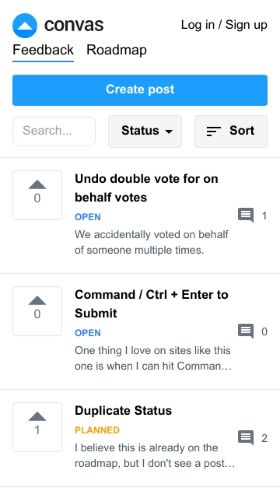 convas
Log in / Sign up
Feedback Roadmap
Create post
Search...
Status
Sort
Undo double vote for on
behalf votes
0
OPEN
1
We accidentally voted on behalf
of someone multiple times.
Command / Ctrl + Enter to
Submit
0
OPEN
0
One thing I love on sites like this
one is when I can hit Comman...
Duplicate Status
1
PLANNED
2
I believe this is already on the
roadmap, but I don't see a post...